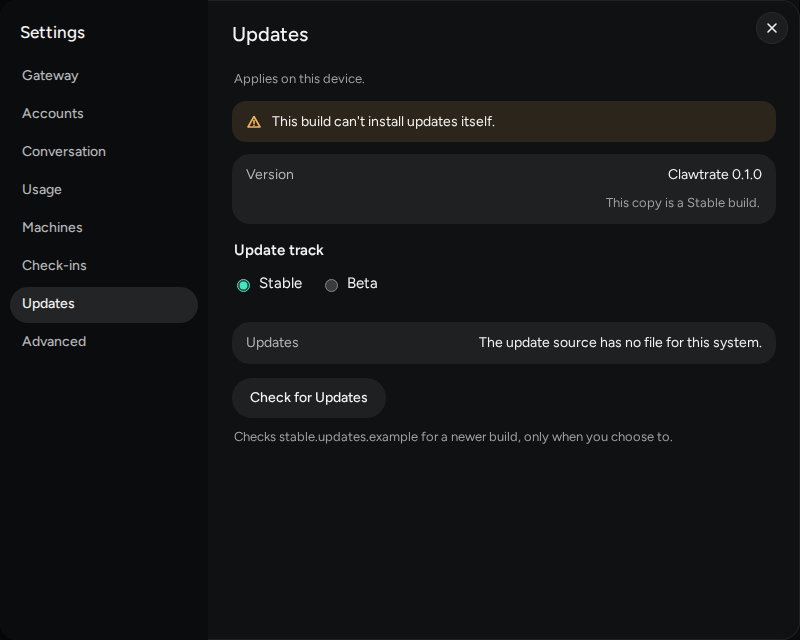 Settings
Gateway
Accounts
Conversation
Usage
Machines
Check-ins
Updates
Advanced
Updates
Applies on this device.
This build can't install updates itself.
Version
Clawtrate 0.1.0
This copy is a Stable build.
Update track
Stable
Beta
Updates
The update source has no file for this system.
Check for Updates
Checks stable.updates.example for a newer build, only when you choose to.